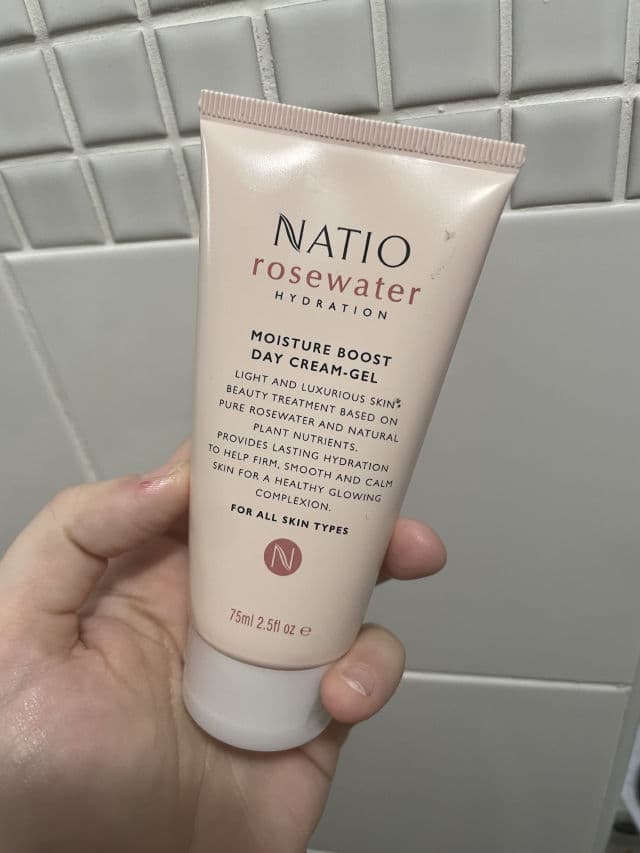 NATIO
rosewater
HYDRATION
MOISTURE BOOST
DAY CREAM-GEL
LIGHT AND LUXURIOUS SKIN
BEAUTY TREATMENT BASED ON
PURE ROSEWATER AND NATURAL
PLANT NUTRIENTS.
PROVIDES LASTING HYDRATION
TO HELP FIRM, SMOOTH AND CALM
SKIN FOR A HEALTHY GLOWING
COMPLEXION.
FOR ALL SKIN TYPES
N
75ml 2.5fl oz ℮